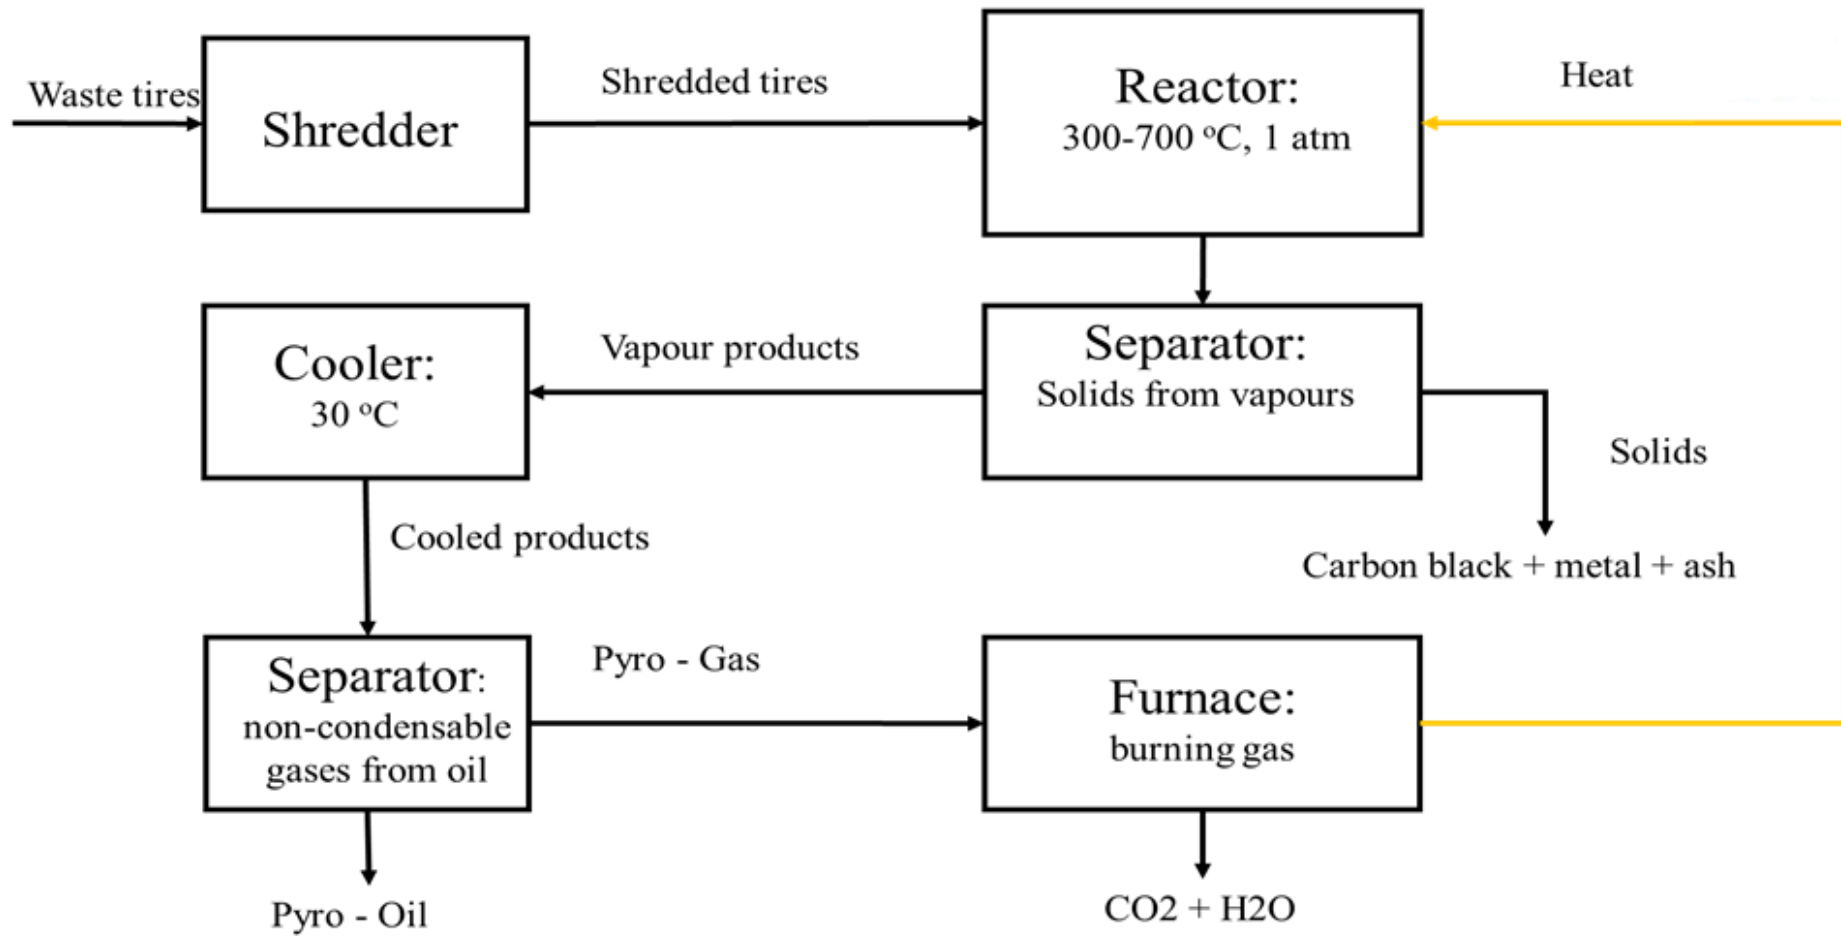 Waste tires
Shredder
Shredded tires
Reactor:
300-700 ºC, 1 atm
Heat
Cooler:
30 ºC
Vapour products
Separator:
Solids from vapours
Solids
Carbon black + metal + ash
Cooled products
Separator:
non-condensable
gases from oil
Pyro - Gas
Furnace:
burning gas
Pyro - Oil
CO2 + H2O